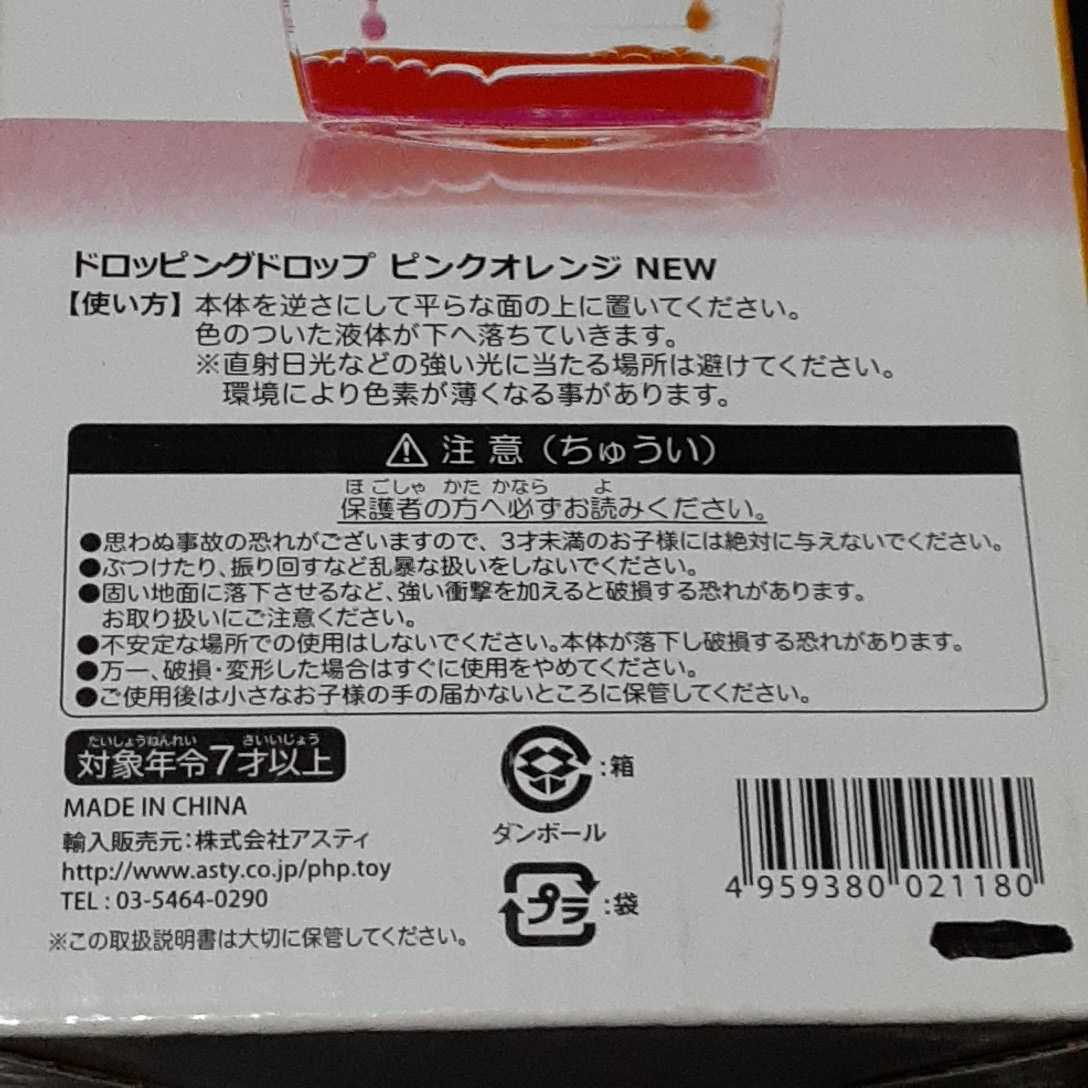 ドロッピングドロップ ピンクオレンジ NEW
【使い方】本体を逆さにして平らな面の上に置いてください。
色のついた液体が下へ落ちていきます。
※直射日光などの強い光に当たる場所は避けてください。
環境により色素が薄くなる事があります。
⚠ 注意(ちゅうい)
ほごしゃ かた かなら よ
保護者の方へ必ずお読みください。
●思わぬ事故の恐れがございますので、3才未満のお子様には絶対に与えないでください。
●ぶつけたり、振り回すなど乱暴な扱いをしないでください。
●固い地面に落下させるなど、強い衝撃を加えると破損する恐れがあります。
お取り扱いにご注意ください。
●不安定な場所での使用はしないでください。本体が落下し破損する恐れがあります。
●万一、破損・変形した場合はすぐに使用をやめてください。
●ご使用後は小さなお子様の手の届かないところに保管してください。
たいしょうねんれい さいいじょう
対象年令7才以上
MADE IN CHINA
輸入販売元:株式会社アスティ
http://www.asty.co.jp/php.toy
TEL : 03-5464-0290
※この取扱説明書は大切に保管してください。
:箱
ダンボール
プラ:袋
4 959380 021180